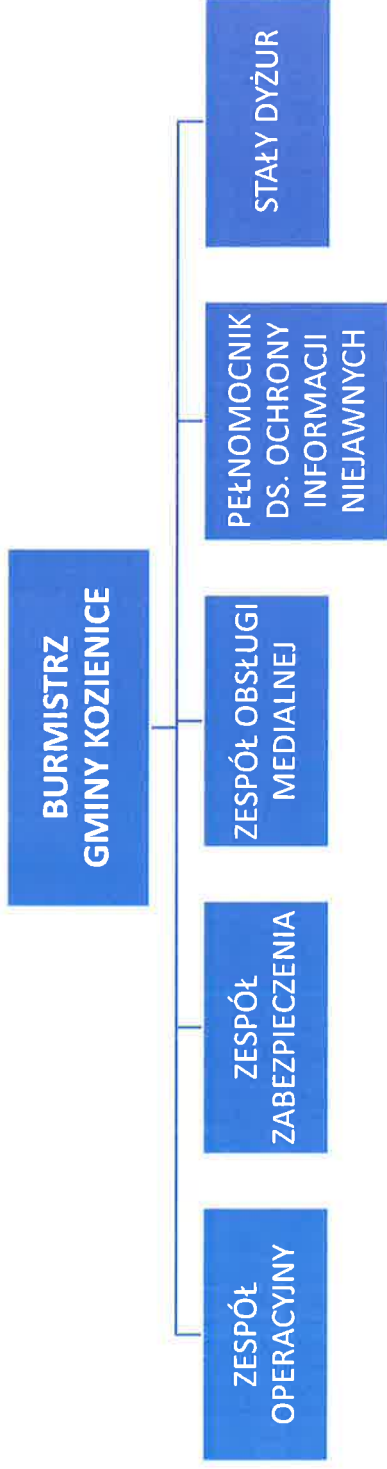 BURMISTRZ
GMINY KOZIENICE
ZESPÓŁ
OPERACYJNY
ZESPÓŁ
ZABEZPIECZENIA
ZESPÓŁ OBSŁUGI
MEDIALNEJ
PEŁNOMOCNIK
DS. OCHRONY
INFORMACJI
NIEJAWNYCH
STAŁY DYŻUR